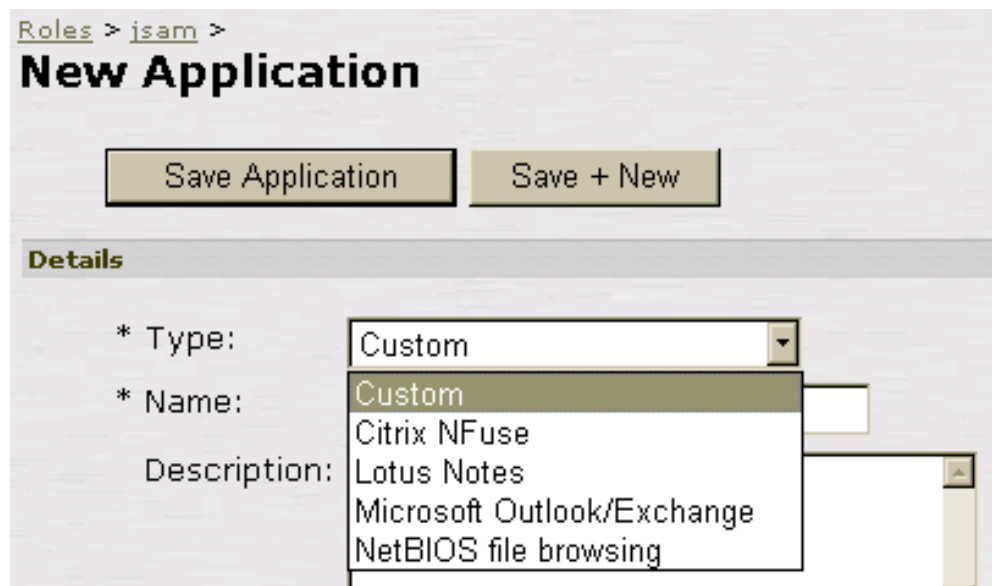 Roles > jsam >
New Application
Save Application Save + New
Details
* Type: Custom
Custom
* Name:
Citrix NFuse
Description: Lotus Notes
Microsoft Outlook/Exchange
NetBIOS file browsing